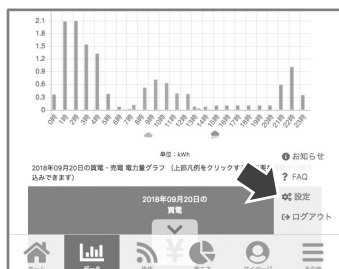 2.1
1.8
1.5
1.2
0.9
0.6
0.3
0
0時 1時 2時 3時 4時 5時 6時 7時 8時 9時 10時 11時 12時 13時 14時 15時 16時 17時 18時 19時 20時 21時 22時 23時
単位：kWh
お知らせ
2018年09月20日の買電・売電 電力量グラフ （上部凡例をクリックす
込みできます）
? FAQ
設定
2018年09月20日の
買電
ログアウト
ホーム